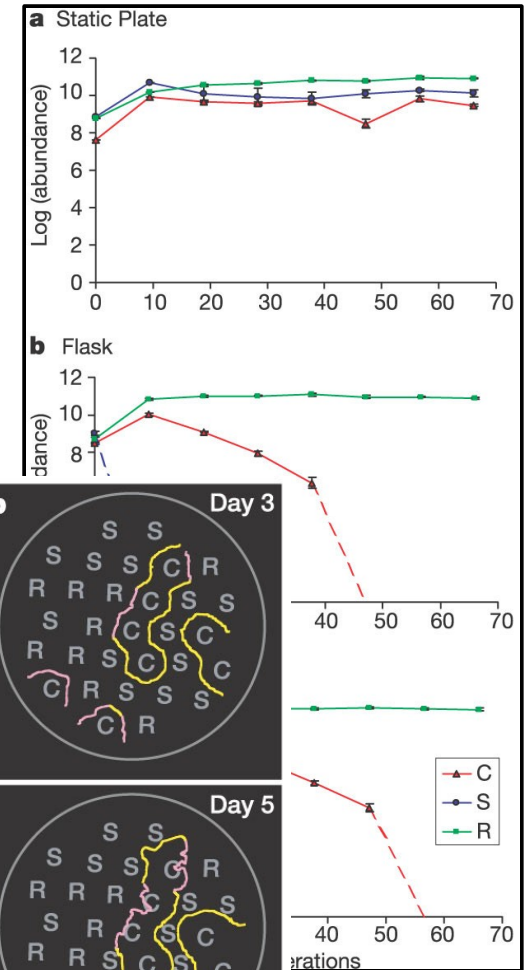 a Static Plate
Log (abundance)
12
10
8
6
4
2
0
0 10 20 30 40 50 60 70
b Flask
12
10
8
dance)
40 50 60 70
Day 3
S S
S S S C R
R R R C S S
S R C S C
R R S C S C
C R S S S
C R
C
S
R
Day 5
S S
S S S C R
R R R C S S
S R C S C
R R S C S
40 50 60 70
erations